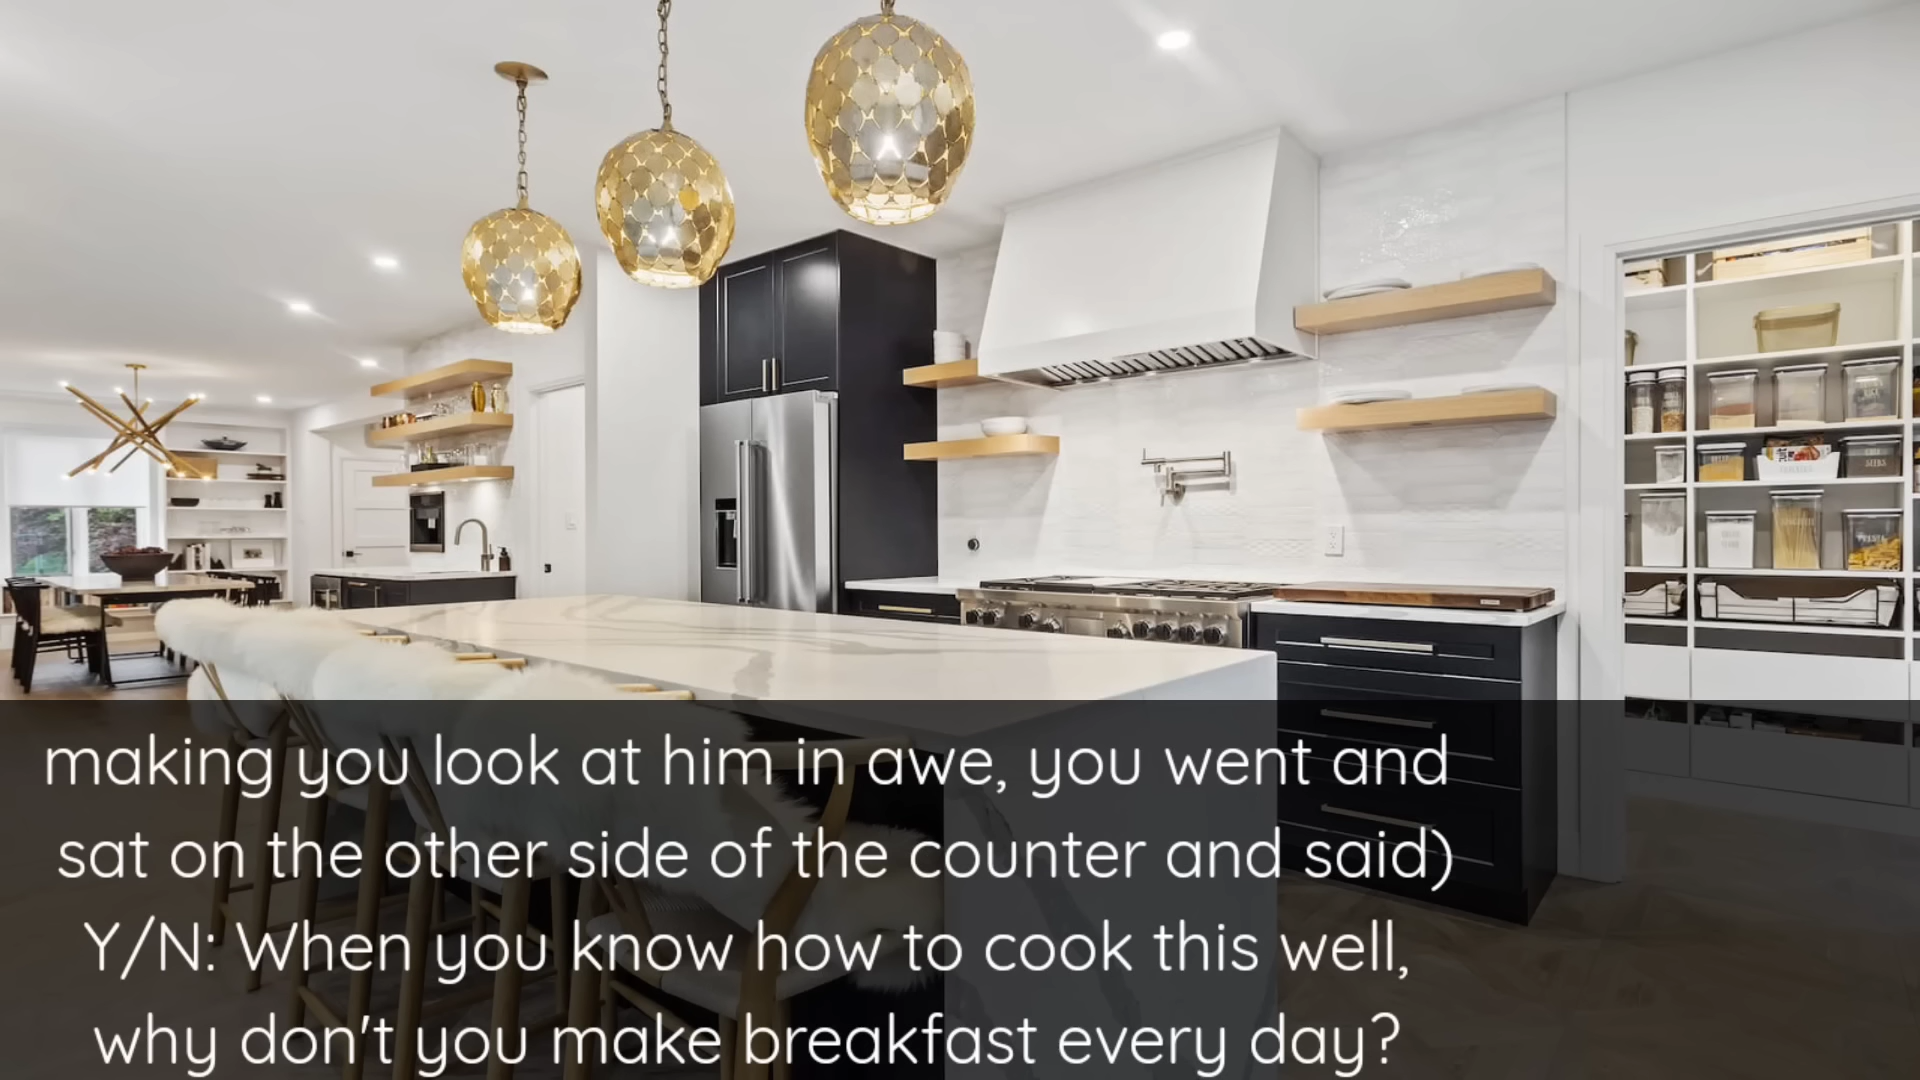 making you look at him in awe, you went and
sat on the other side of the counter and said)
Y/N: When you know how to cook this well,
why don't you make breakfast every day?